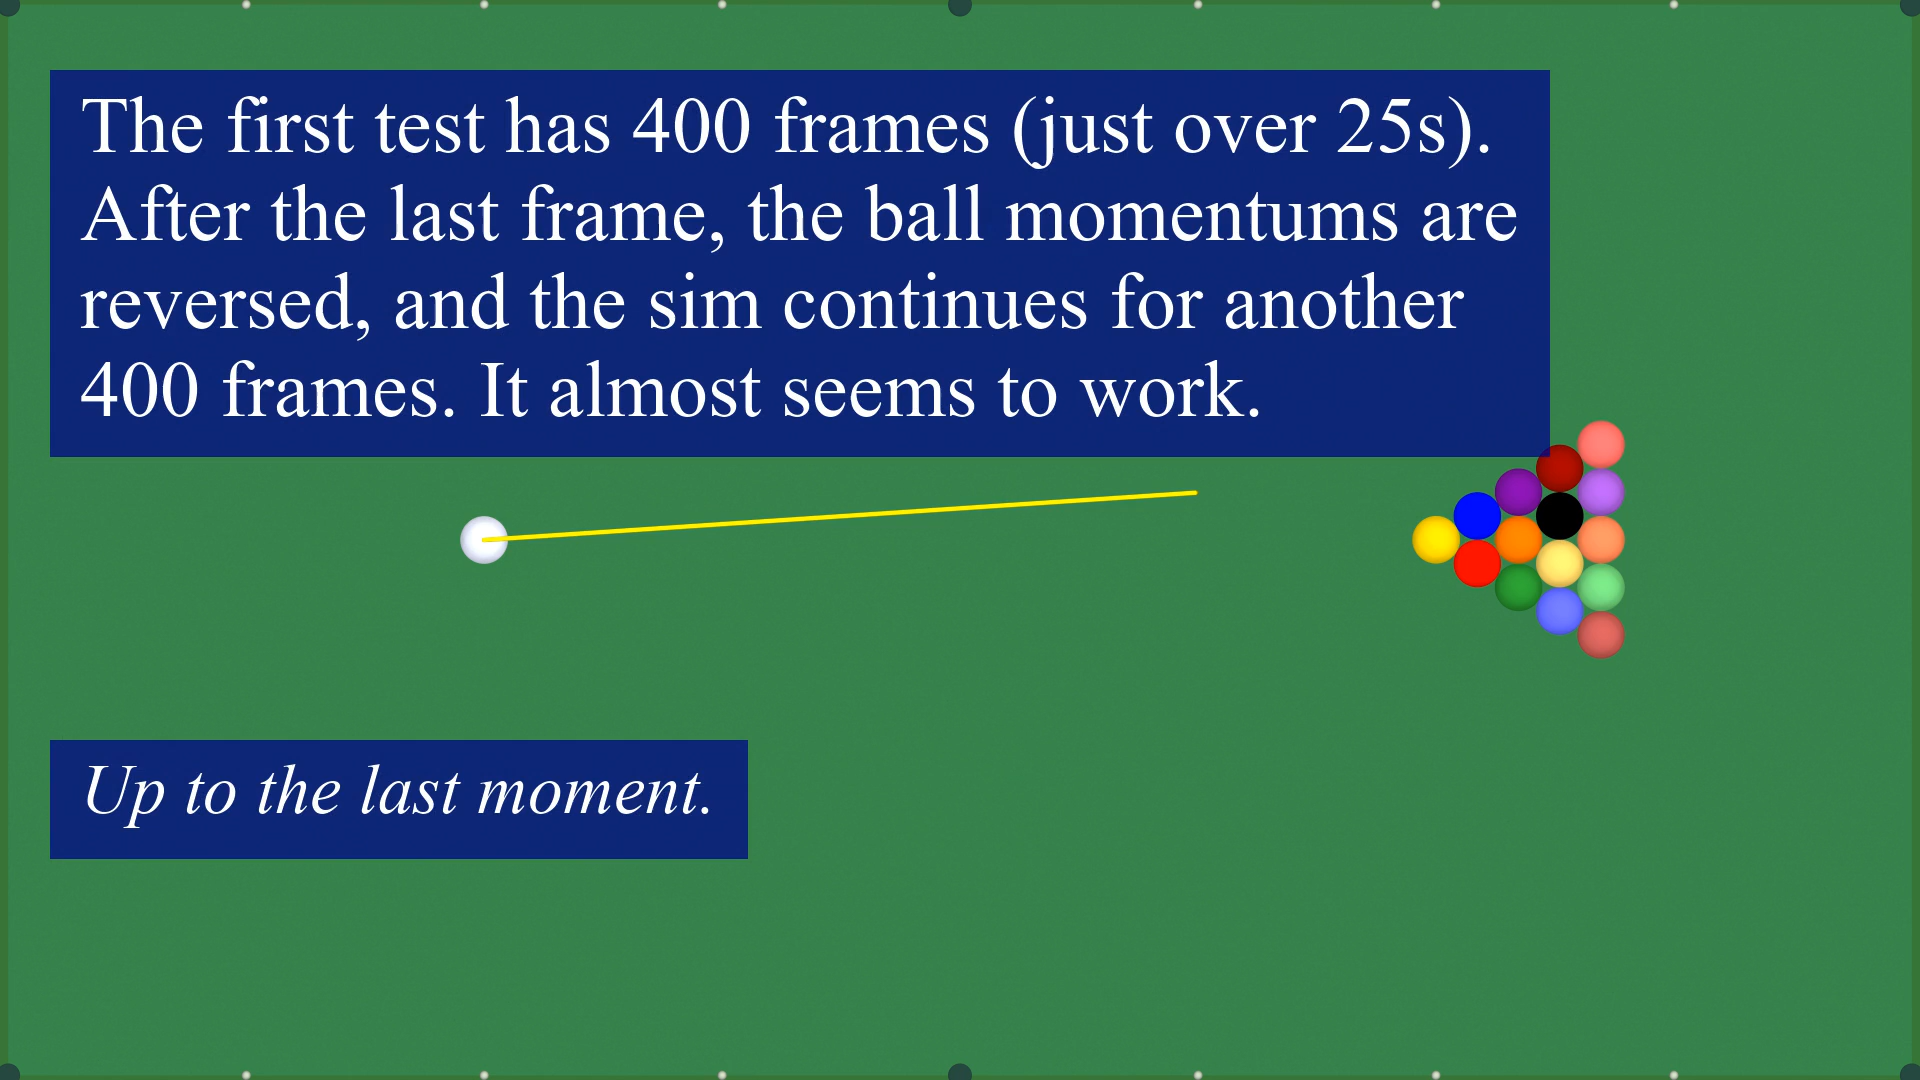 The first test has 400 frames (just over 25s).
After the last frame, the ball momentums are
reversed, and the sim continues for another
400 frames. It almost seems to work.
Up to the last moment.